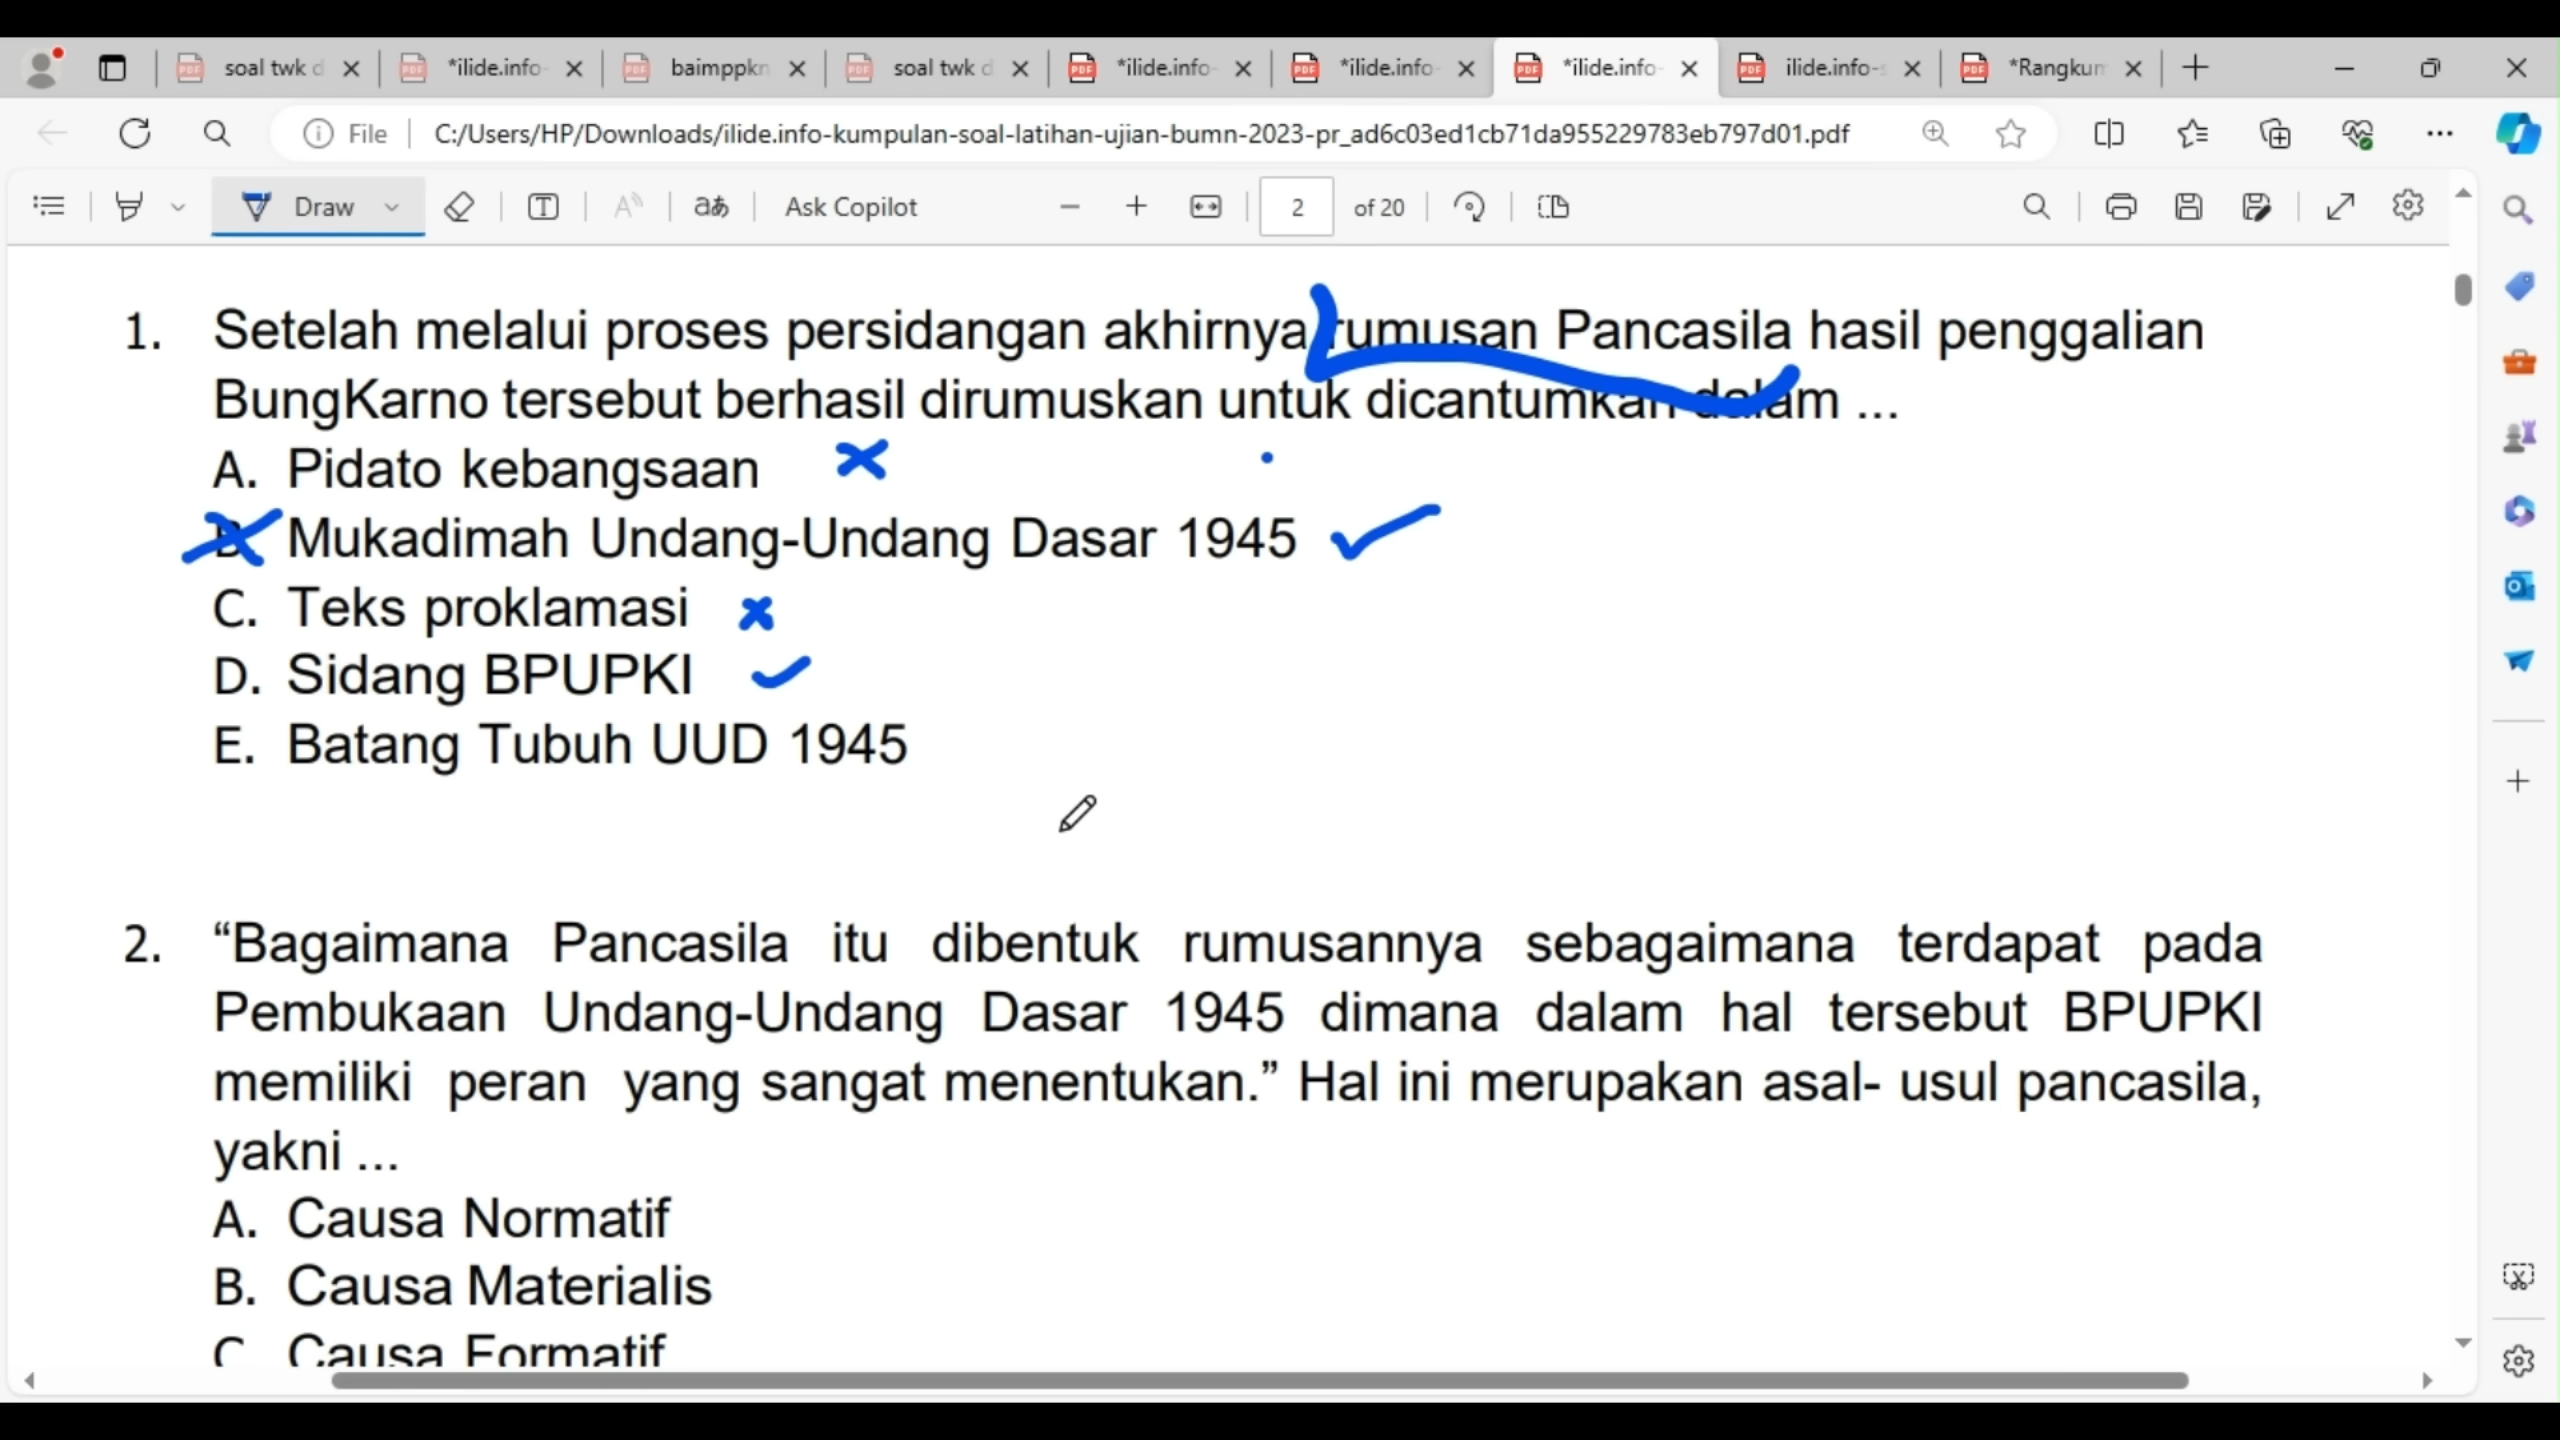 soal twk d
*ilide.info-
baimppkn
soal twk d
*ilide.info-
*ilide.info-
*ilide.info-
ilide.info-s
*Rangkum
File
C:/Users/HP/Downloads/ilide.info-kumpulan-soal-latihan-ujian-bumn-2023-pr_ad6c03ed1cb71da955229783eb797d01.pdf
Draw
aあ
Ask Copilot
2
of 20
1. Setelah melalui proses persidangan akhirnya rumusan Pancasila hasil penggalian
BungKarno tersebut berhasil dirumuskan untuk dicantumkan dalam ...
A. Pidato kebangsaan
B. Mukadimah Undang-Undang Dasar 1945
C. Teks proklamasi
D. Sidang BPUPKI
E. Batang Tubuh UUD 1945
2. “Bagaimana Pancasila itu dibentuk rumusannya sebagaimana terdapat pada
Pembukaan Undang-Undang Dasar 1945 dimana dalam hal tersebut BPUPKI
memiliki peran yang sangat menentukan.” Hal ini merupakan asal- usul pancasila,
yakni ...
A. Causa Normatif
B. Causa Materialis
C Causa Formatif